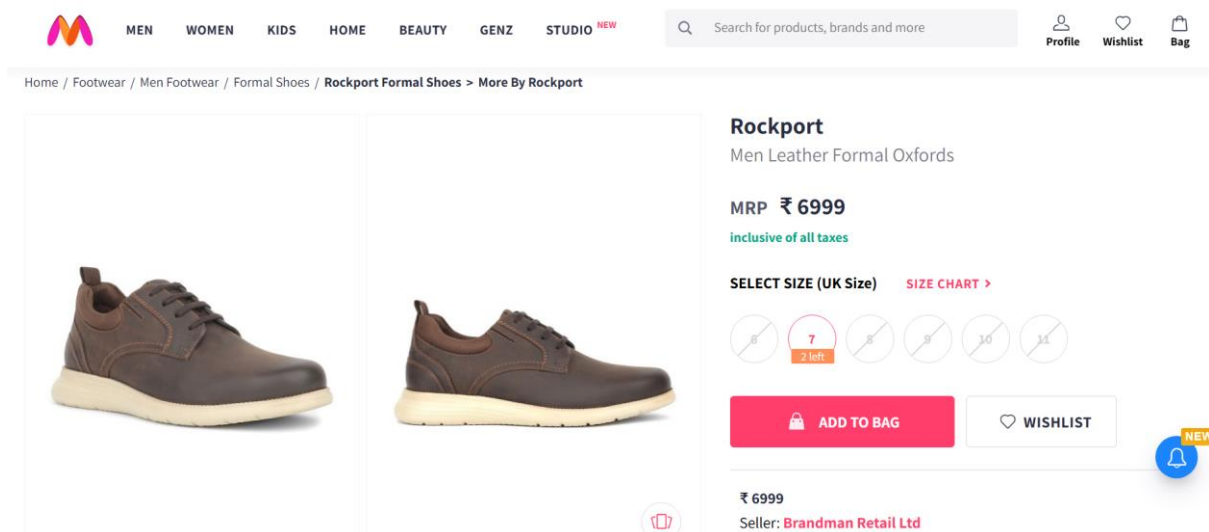 MEN WOMEN KIDS HOME BEAUTY GENZ STUDIO NEW
Search for products, brands and more
Profile Wishlist Bag
Home / Footwear / Men Footwear / Formal Shoes / Rockport Formal Shoes > More By Rockport
Rockport
Men Leather Formal Oxfords
MRP ₹ 6999
inclusive of all taxes
SELECT SIZE (UK Size) SIZE CHART >
6 7 8 9 10 11
2 left
ADD TO BAG WISHLIST
NEW
₹ 6999
Seller: Brandman Retail Ltd